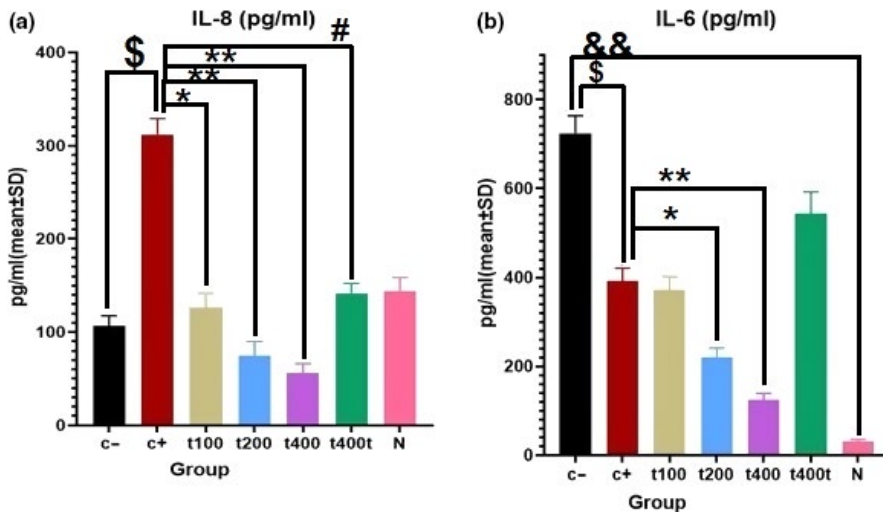 (a)
IL-8 (pg/ml)
400
300
200
100
0
pg/ml(mean±SD)
$
#
**
**
*
c− c+ t100 t200 t400 t400t N
Group
(b)
IL-6 (pg/ml)
800
600
400
200
0
pg/ml(mean±SD)
&&
$
**
*
c− c+ t100 t200 t400 t400t N
Group